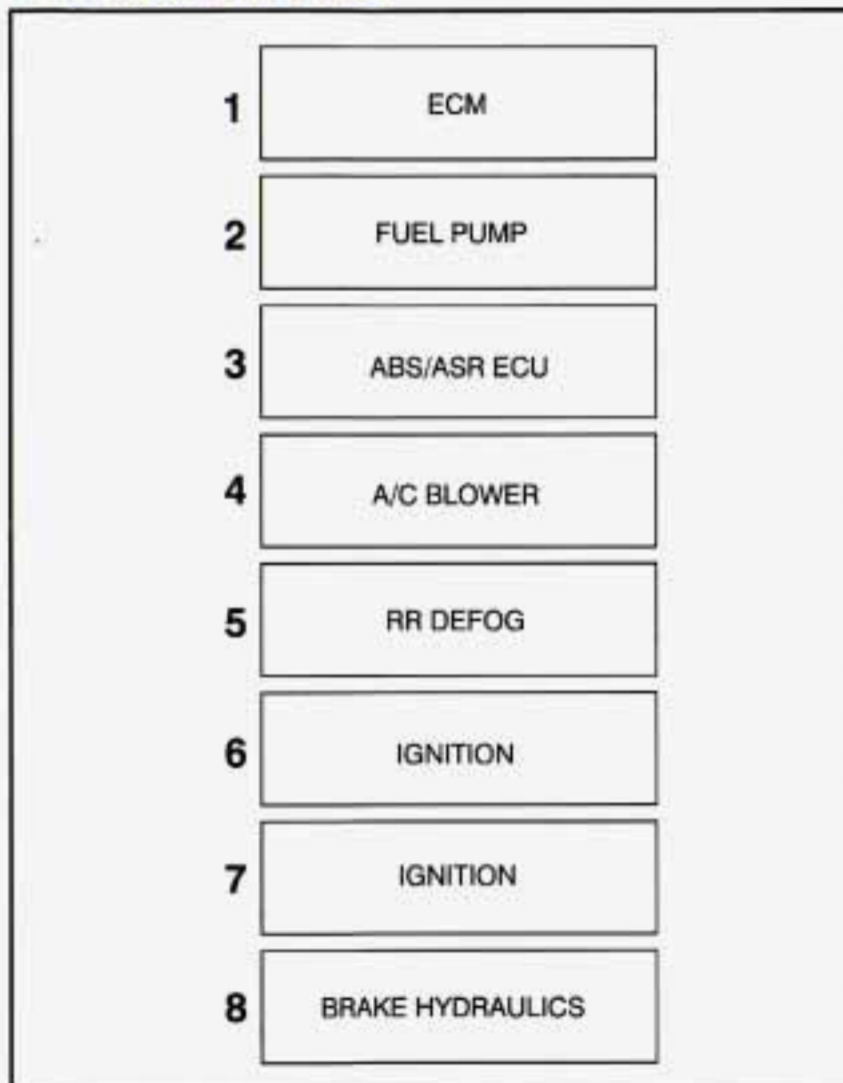 1 ECM
2 FUEL PUMP
3 ABS/ASR ECU
4 A/C BLOWER
5 RR DEFOG
6 IGNITION
7 IGNITION
8 BRAKE HYDRAULICS